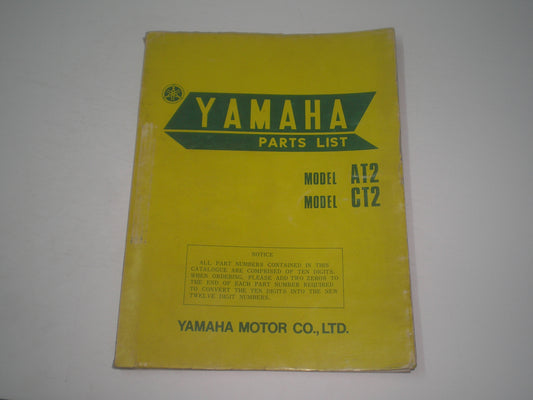 YAMAHA
PARTS LIST
MODEL AT2
MODEL CT2
NOTICE
ALL PART NUMBERS CONTAINED IN THIS
CATALOGUE ARE COMPRISED OF TEN DIGITS.
WHEN ORDERING, PLEASE ADD TWO ZEROS TO
THE END OF EACH PART NUMBER REQUIRED
TO CONVERT THE TEN DIGITS INTO THE NEW
TWELVE DIGIT NUMBERS.
YAMAHA MOTOR CO., LTD.